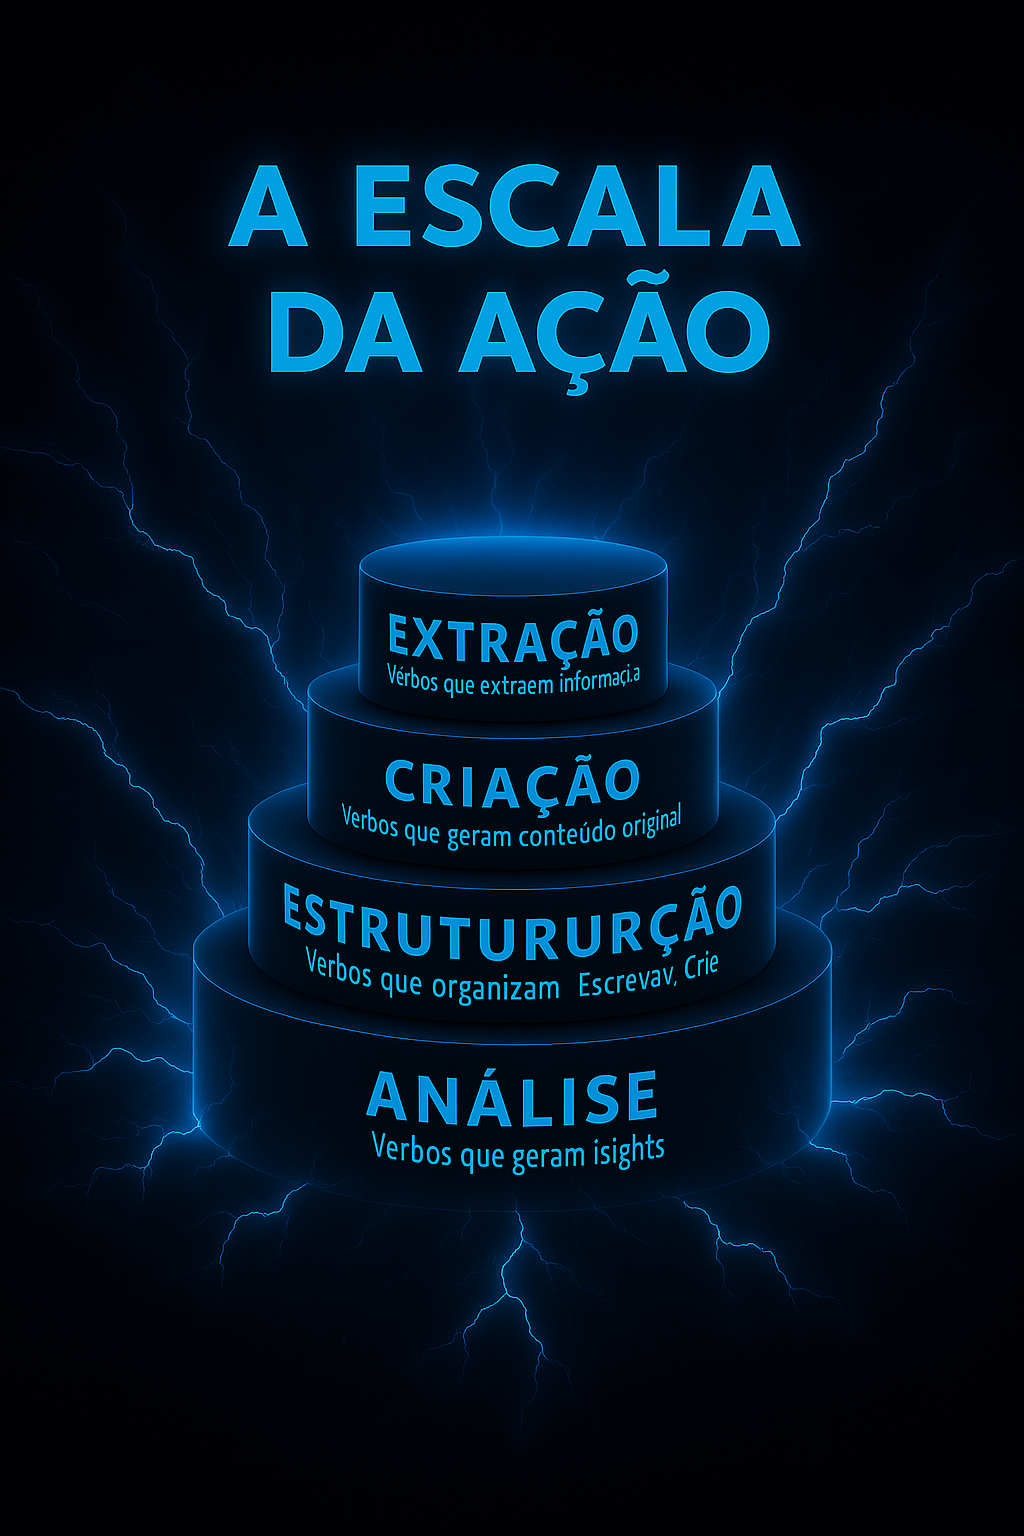 A ESCALA
DA AÇÃO
EXTRAÇÃO
Vérbos que extraem informaçi.a
CRIAÇÃO
Verbos que geram conteúdo original
ESTRUTURURÇÃO
Verbos que organizam Escrevav, Crie
ANÁLISE
Verbos que geram isights